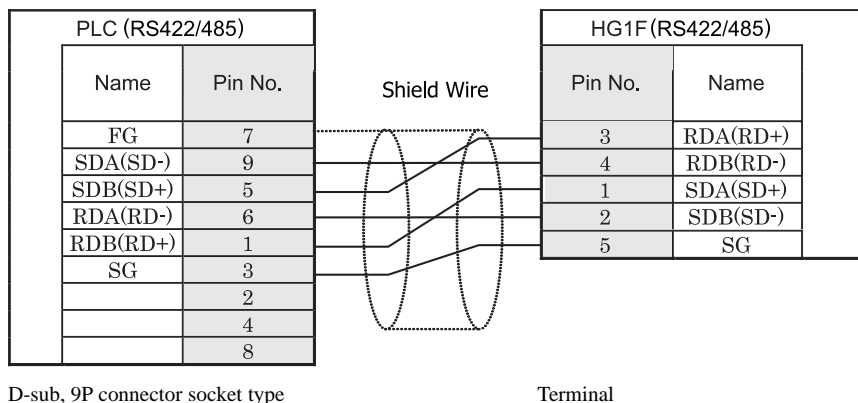 PLC (RS422/485)
HG1F(RS422/485)
Name Pin No.
Shield Wire
Pin No. Name
FG 7
SDA(SD-) 9
SDB(SD+) 5
RDA(RD-) 6
RDB(RD+) 1
SG 3
2
4
8
3 RDA(RD+)
4 RDB(RD-)
1 SDA(SD+)
2 SDB(SD-)
5 SG
D-sub, 9P connector socket type
Terminal